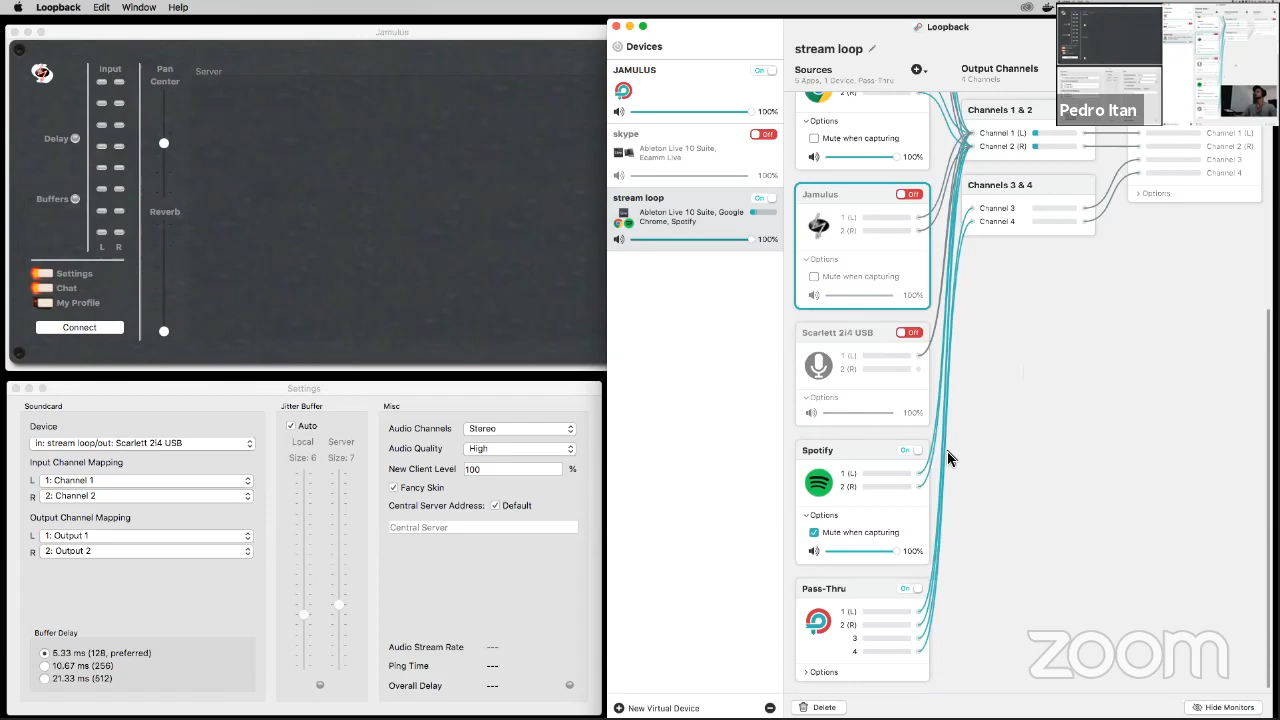 Loopback Edit Window Help
Jamulus
Input
Pan
Center
Server
Delay
Buffers
L R
Reverb
Settings
Chat
My Profile
Connect
Settings
Soundcard
Device
in: stream loop/out: Scarlett 2i4 USB
Input Channel Mapping
L 1: Channel 1
R 2: Channel 2
Output Channel Mapping
L 1: Output 1
R 2: Output 2
Buffer Delay
5.33 ms (128, preferred)
10.67 ms (256)
21.33 ms (512)
Jitter Buffer
Auto
Local Server
Size: 6 Size: 7
Misc
Audio Channels Stereo
Audio Quality High
New Client Level 100 %
Fancy Skin
Central Server Address: Default
Central Server
Audio Stream Rate ---
Ping Time ---
Overall Delay ---
Loopback
Devices
JAMULUS On
100%
skype Off
Ableton Live 10 Suite,
Ecamm Live
100%
stream loop On
Ableton Live 10 Suite, Google
Chrome, Spotify
100%
New Virtual Device
stream loop
Sources
5 Apps, 1 Device, Pass-Thru
2 (R)
Options
Mute when capturing
100%
Jamulus Off
1 (L)
2 (R)
Options
Mute when capturing
100%
Scarlett 2i4 USB Off
1 (L)
2 (R)
Options
100%
Spotify On
1 (L)
2 (R)
Options
Mute when capturing
100%
Pass-Thru On
1 (L)
2 (R)
3
4
Options
Delete
Output Channels
4 Channels
Channels 1 & 2
Channel 1 (L)
Channel 2 (R)
Channels 3 & 4
Channel 3
Channel 4
Channel 1 (L)
Channel 2 (R)
Channel 3
Channel 4
Options
Pedro Itan
zoom
Hide Monitors